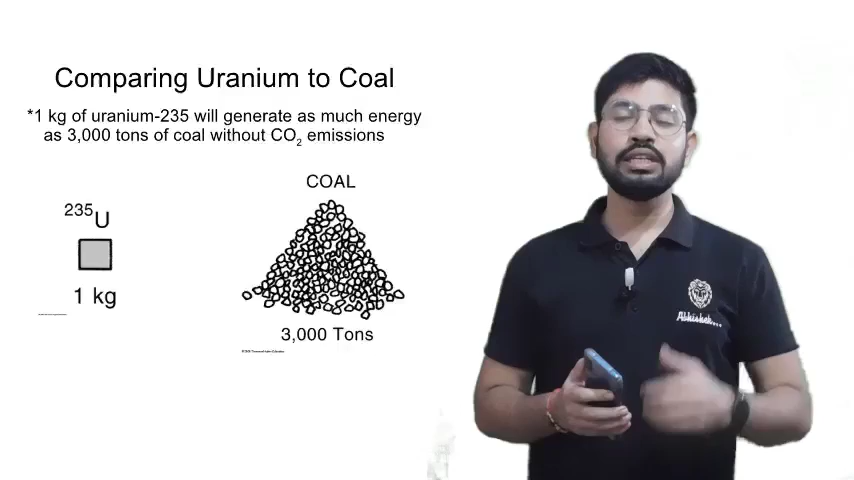 Comparing Uranium to Coal
*1 kg of uranium-235 will generate as much energy
as 3,000 tons of coal without CO₂ emissions
COAL
²³⁵U
1 kg
3,000 Tons
Abhishek....